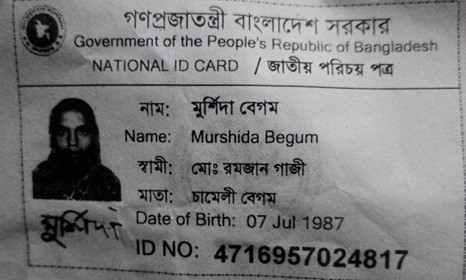 গণপ্রজাতন্ত্রী বাংলাদেশ সরকার
Government of the People's Republic of Bangladesh
NATIONAL ID CARD / জাতীয় পরিচয় পত্র
নাম: মুর্শিদা বেগম
Name: Murshida Begum
স্বামী: মোঃ রমজান গাজী
মাতা: চামেলী বেগম
Date of Birth: 07 Jul 1987
মুর্শিদা
ID NO: 4716957024817